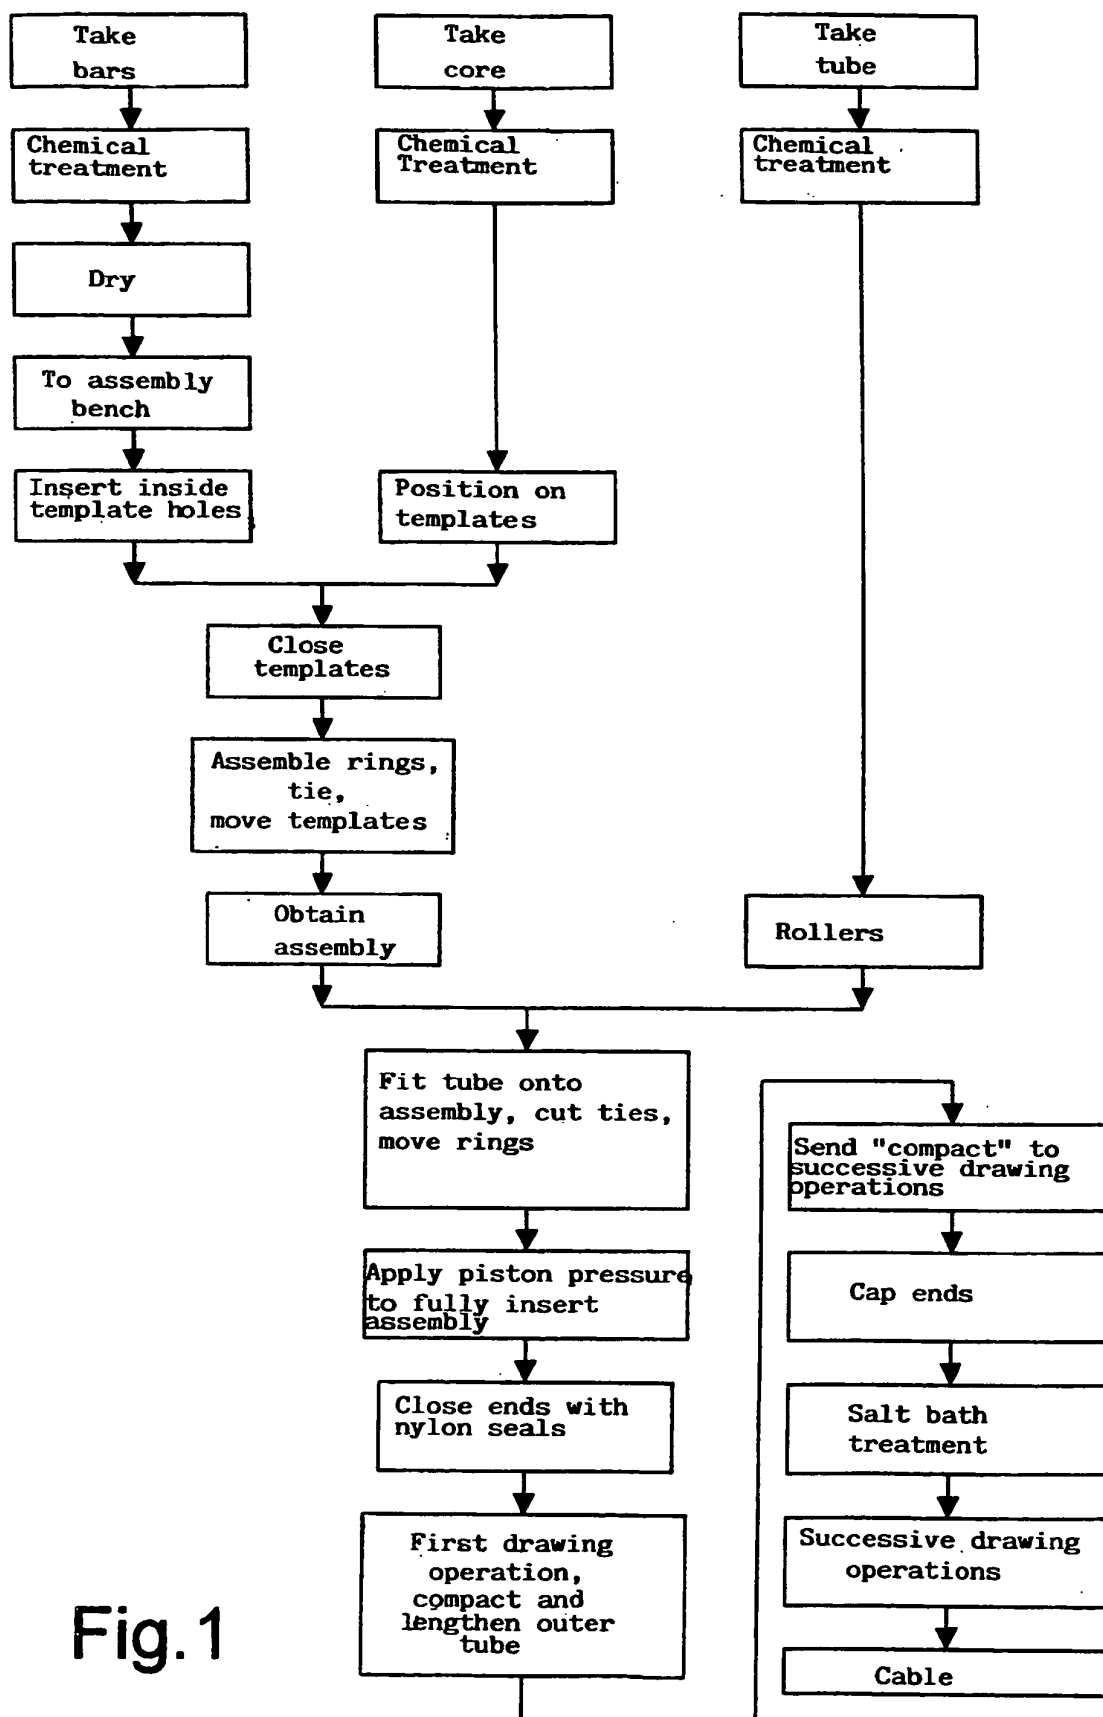 Take
bars
Take
core
Take
tube
Chemical
treatment
Chemical
Treatment
Chemical
treatment
Dry
To assembly
bench
Insert inside
template holes
Position on
templates
Close
templates
Assemble rings,
tie,
move templates
Obtain
assembly
Rollers
Fit tube onto
assembly, cut ties,
move rings
Apply piston pressure
to fully insert
assembly
Close ends with
nylon seals
First drawing
operation,
compact and
lengthen outer
tube
Send "compact" to
successive drawing
operations
Cap ends
Salt bath
treatment
Successive drawing
operations
Cable
Fig.1